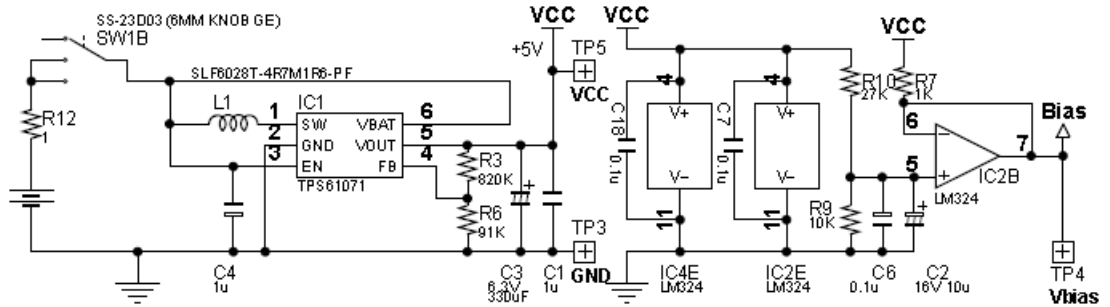 SS-23D03 (6MM KNOB GE)
SW1B
VCC
+5V
TP5
VCC
VCC
VCC
SLF6028T-4R7M1R6-PF
R12
1
L1
1
2
3
IC1
SW VBAT
GND VOUT
EN FB
TPS61071
6
5
4
R3
820K
R6
91K
C4
1u
C3
6.3V
330uF
C1
1u
TP3
GND
C18
0.1u
4
V+
V-
11
IC4E
LM324
C7
0.1u
4
V+
V-
11
IC2E
LM324
R10
27K
R7
1K
6
5
7
IC2B
LM324
R9
10K
C6
0.1u
C2
16V 10u
Bias
TP4
Vbias